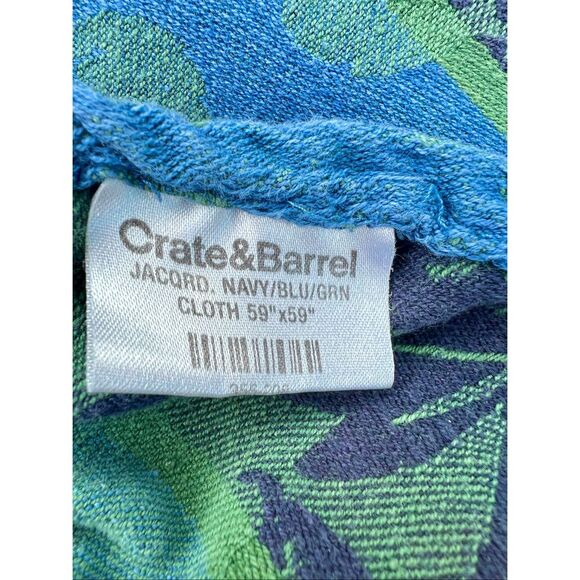 Crate&Barrel
JACQRD. NAVY/BLU/GRN
CLOTH 59"x59"